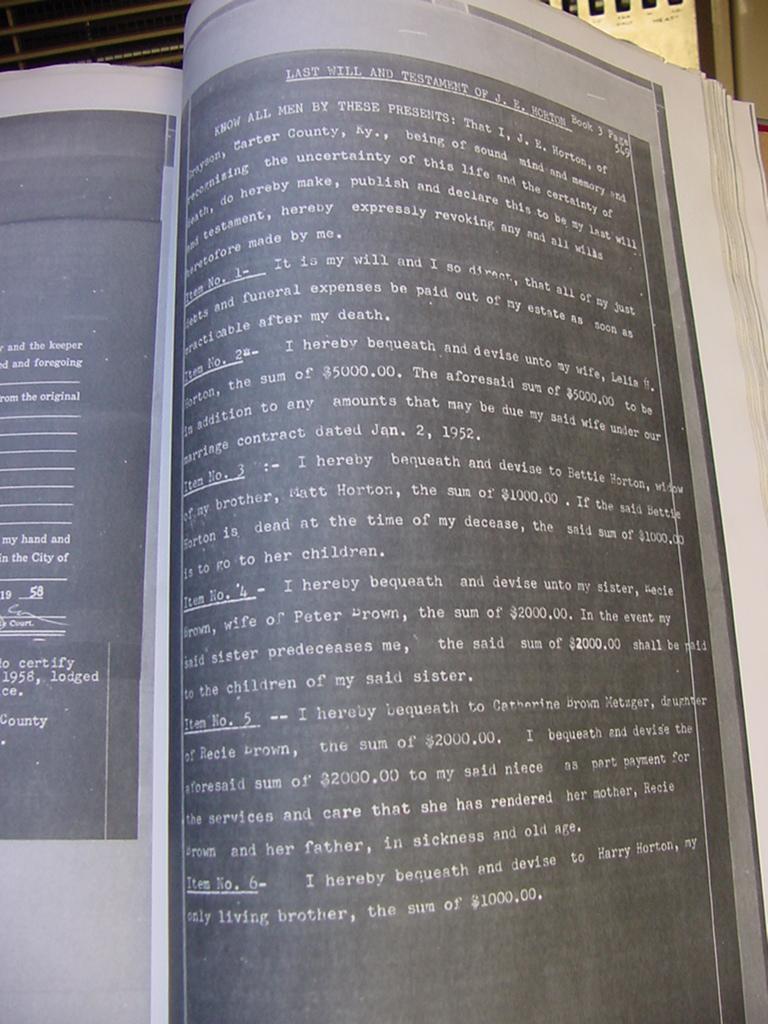 r and the keeper
ed and foregoing
rom the original
my hand and
in the City of
19 58
Court.
do certify
1958, lodged
ce.
County
.
LAST WILL AND TESTAMENT OF J. E. HORTON Book 3 Page
549
KNOW ALL MEN BY THESE PRESENTS: That I, J. E. Horton, of
Grayson, Carter County, Ky., being of sound mind and memory and
recognizing the uncertainty of this life and the certainty of
death, do hereby make, publish and declare this to be my last will
and testament, hereby expressly revoking any and all wills
heretofore made by me.
Item No. 1- It is my will and I so direct, that all of my just
debts and funeral expenses be paid out of my estate as soon as
practicable after my death.
Item No. 2"- I hereby bequeath and devise unto my wife, Lelia H.
Horton, the sum of $5000.00. The aforesaid sum of $5000.00 to be
in addition to any amounts that may be due my said wife under our
marriage contract dated Jan. 2, 1952.
Item No. 3 :- I hereby bequeath and devise to Bettie Horton, widow
of my brother, Matt Horton, the sum of $1000.00 . If the said Bettie
Horton is dead at the time of my decease, the said sum of $1000.00
is to go to her children.
Item No. '4 - I hereby bequeath and devise unto my sister, Recie
Brown, wife of Peter Brown, the sum of $2000.00. In the event my
said sister predeceases me, the said sum of $2000.00 shall be paid
to the children of my said sister.
Item No. 5 -- I hereby bequeath to Catherine Brown Metzger, daughter
of Recie Brown, the sum of $2000.00. I bequeath and devise the
aforesaid sum of $2000.00 to my said niece as part payment for
the services and care that she has rendered her mother, Recie
Brown and her father, in sickness and old age.
Item No. 6- I hereby bequeath and devise to Harry Horton, my
only living brother, the sum of $1000.00.